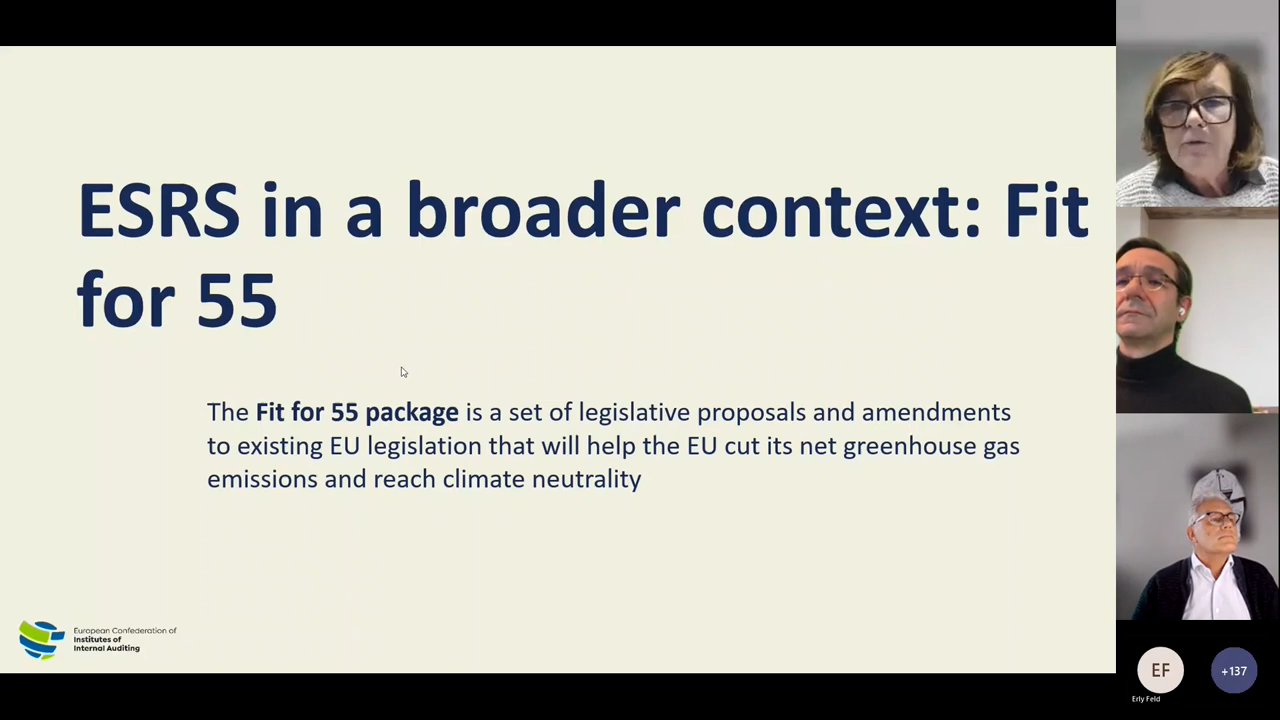 ESRS in a broader context: Fit
for 55
The Fit for 55 package is a set of legislative proposals and amendments
to existing EU legislation that will help the EU cut its net greenhouse gas
emissions and reach climate neutrality
European Confederation of
Institutes of
Internal Auditing
EF
+137
Erly Feld